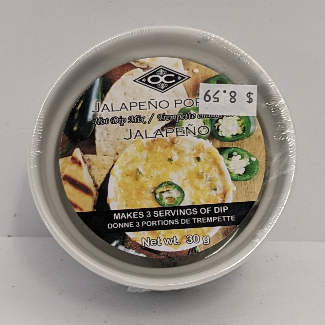 OC
JALAPEÑO
Hot Dip Mix / Trempette
JALAPEÑO
$ 8.59
MAKES 3 SERVINGS OF DIP
DONNE 3 PORTIONS DE TREMPETTE
Net wt. 30 g